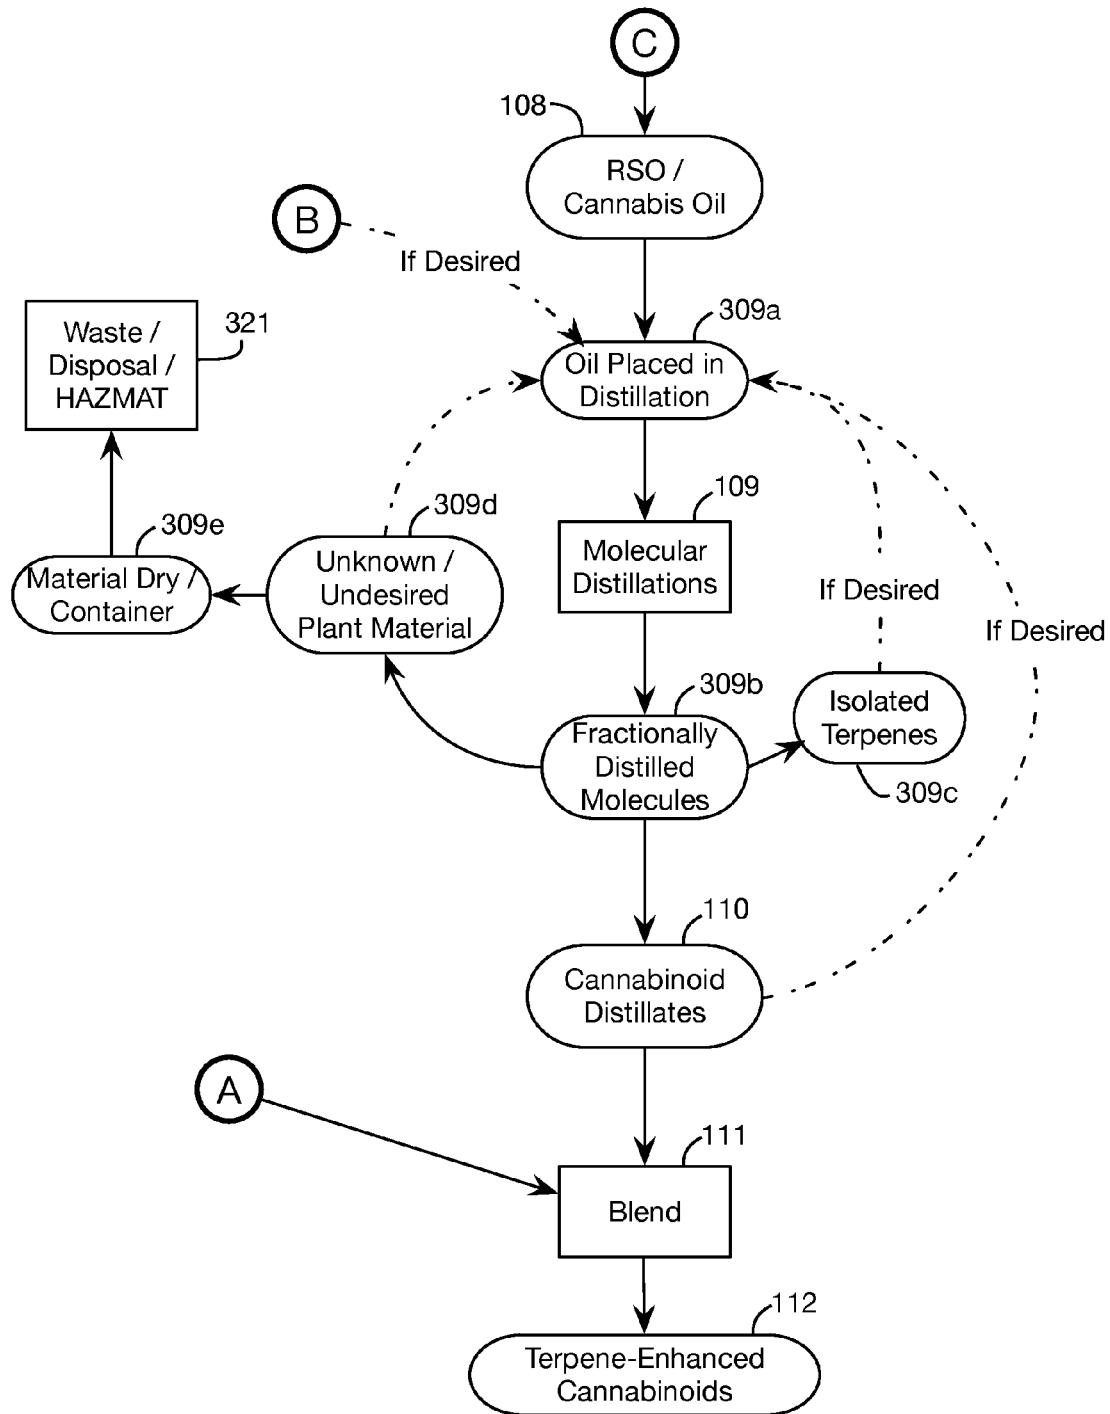 C
108
RSO /
Cannabis Oil
B
If Desired
309a
Oil Placed in
Distillation
Waste /
Disposal /
HAZMAT
321
109
Molecular
Distillations
309d
Unknown /
Undesired
Plant Material
309e
Material Dry /
Container
If Desired
If Desired
309b
Fractionally
Distilled
Molecules
Isolated
Terpenes
309c
110
Cannabinoid
Distillates
A
111
Blend
112
Terpene-Enhanced
Cannabinoids